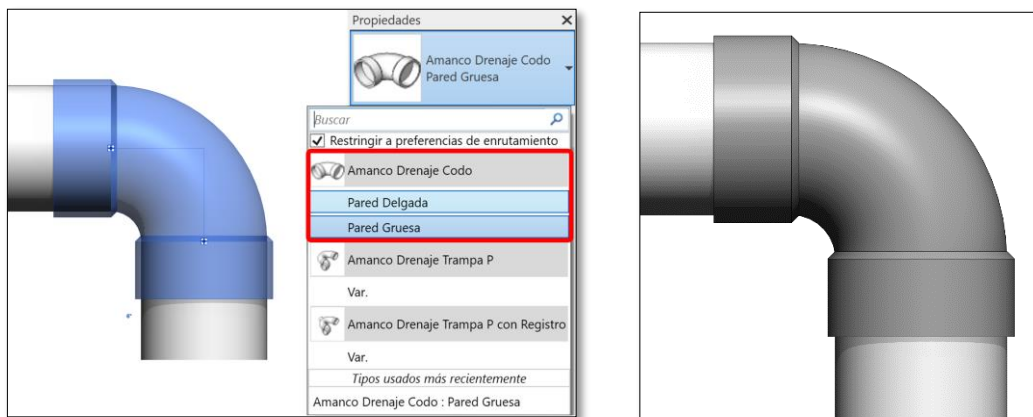 Propiedades
Amanco Drenaje Codo
Pared Gruesa
Buscar
Restringir a preferencias de enrutamiento
Amanco Drenaje Codo
Pared Delgada
Pared Gruesa
Amanco Drenaje Trampa P
Var.
Amanco Drenaje Trampa P con Registro
Var.
Tipos usados más recientemente
Amanco Drenaje Codo : Pared Gruesa